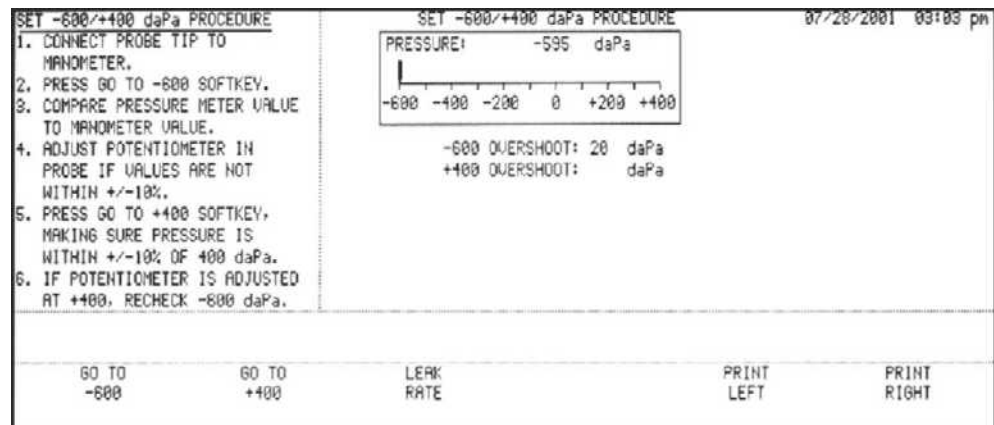 SET -600/+400 daPa PROCEDURE
1. CONNECT PROBE TIP TO
MANOMETER.
2. PRESS GO TO -600 SOFTKEY.
3. COMPARE PRESSURE METER VALUE
TO MANOMETER VALUE.
4. ADJUST POTENTIOMETER IN
PROBE IF VALUES ARE NOT
WITHIN +/-10%.
5. PRESS GO TO +400 SOFTKEY,
MAKING SURE PRESSURE IS
WITHIN +/-10% OF 400 daPa.
6. IF POTENTIOMETER IS ADJUSTED
AT +400, RECHECK -600 daPa.
SET -600/+400 daPa PROCEDURE
07/28/2001 03:03 pm
PRESSURE: -595 daPa
-600 -400 -200 0 +200 +400
-600 OVERSHOOT: 20 daPa
+400 OVERSHOOT: daPa
GO TO
-600
GO TO
+400
LEAK
RATE
PRINT
LEFT
PRINT
RIGHT